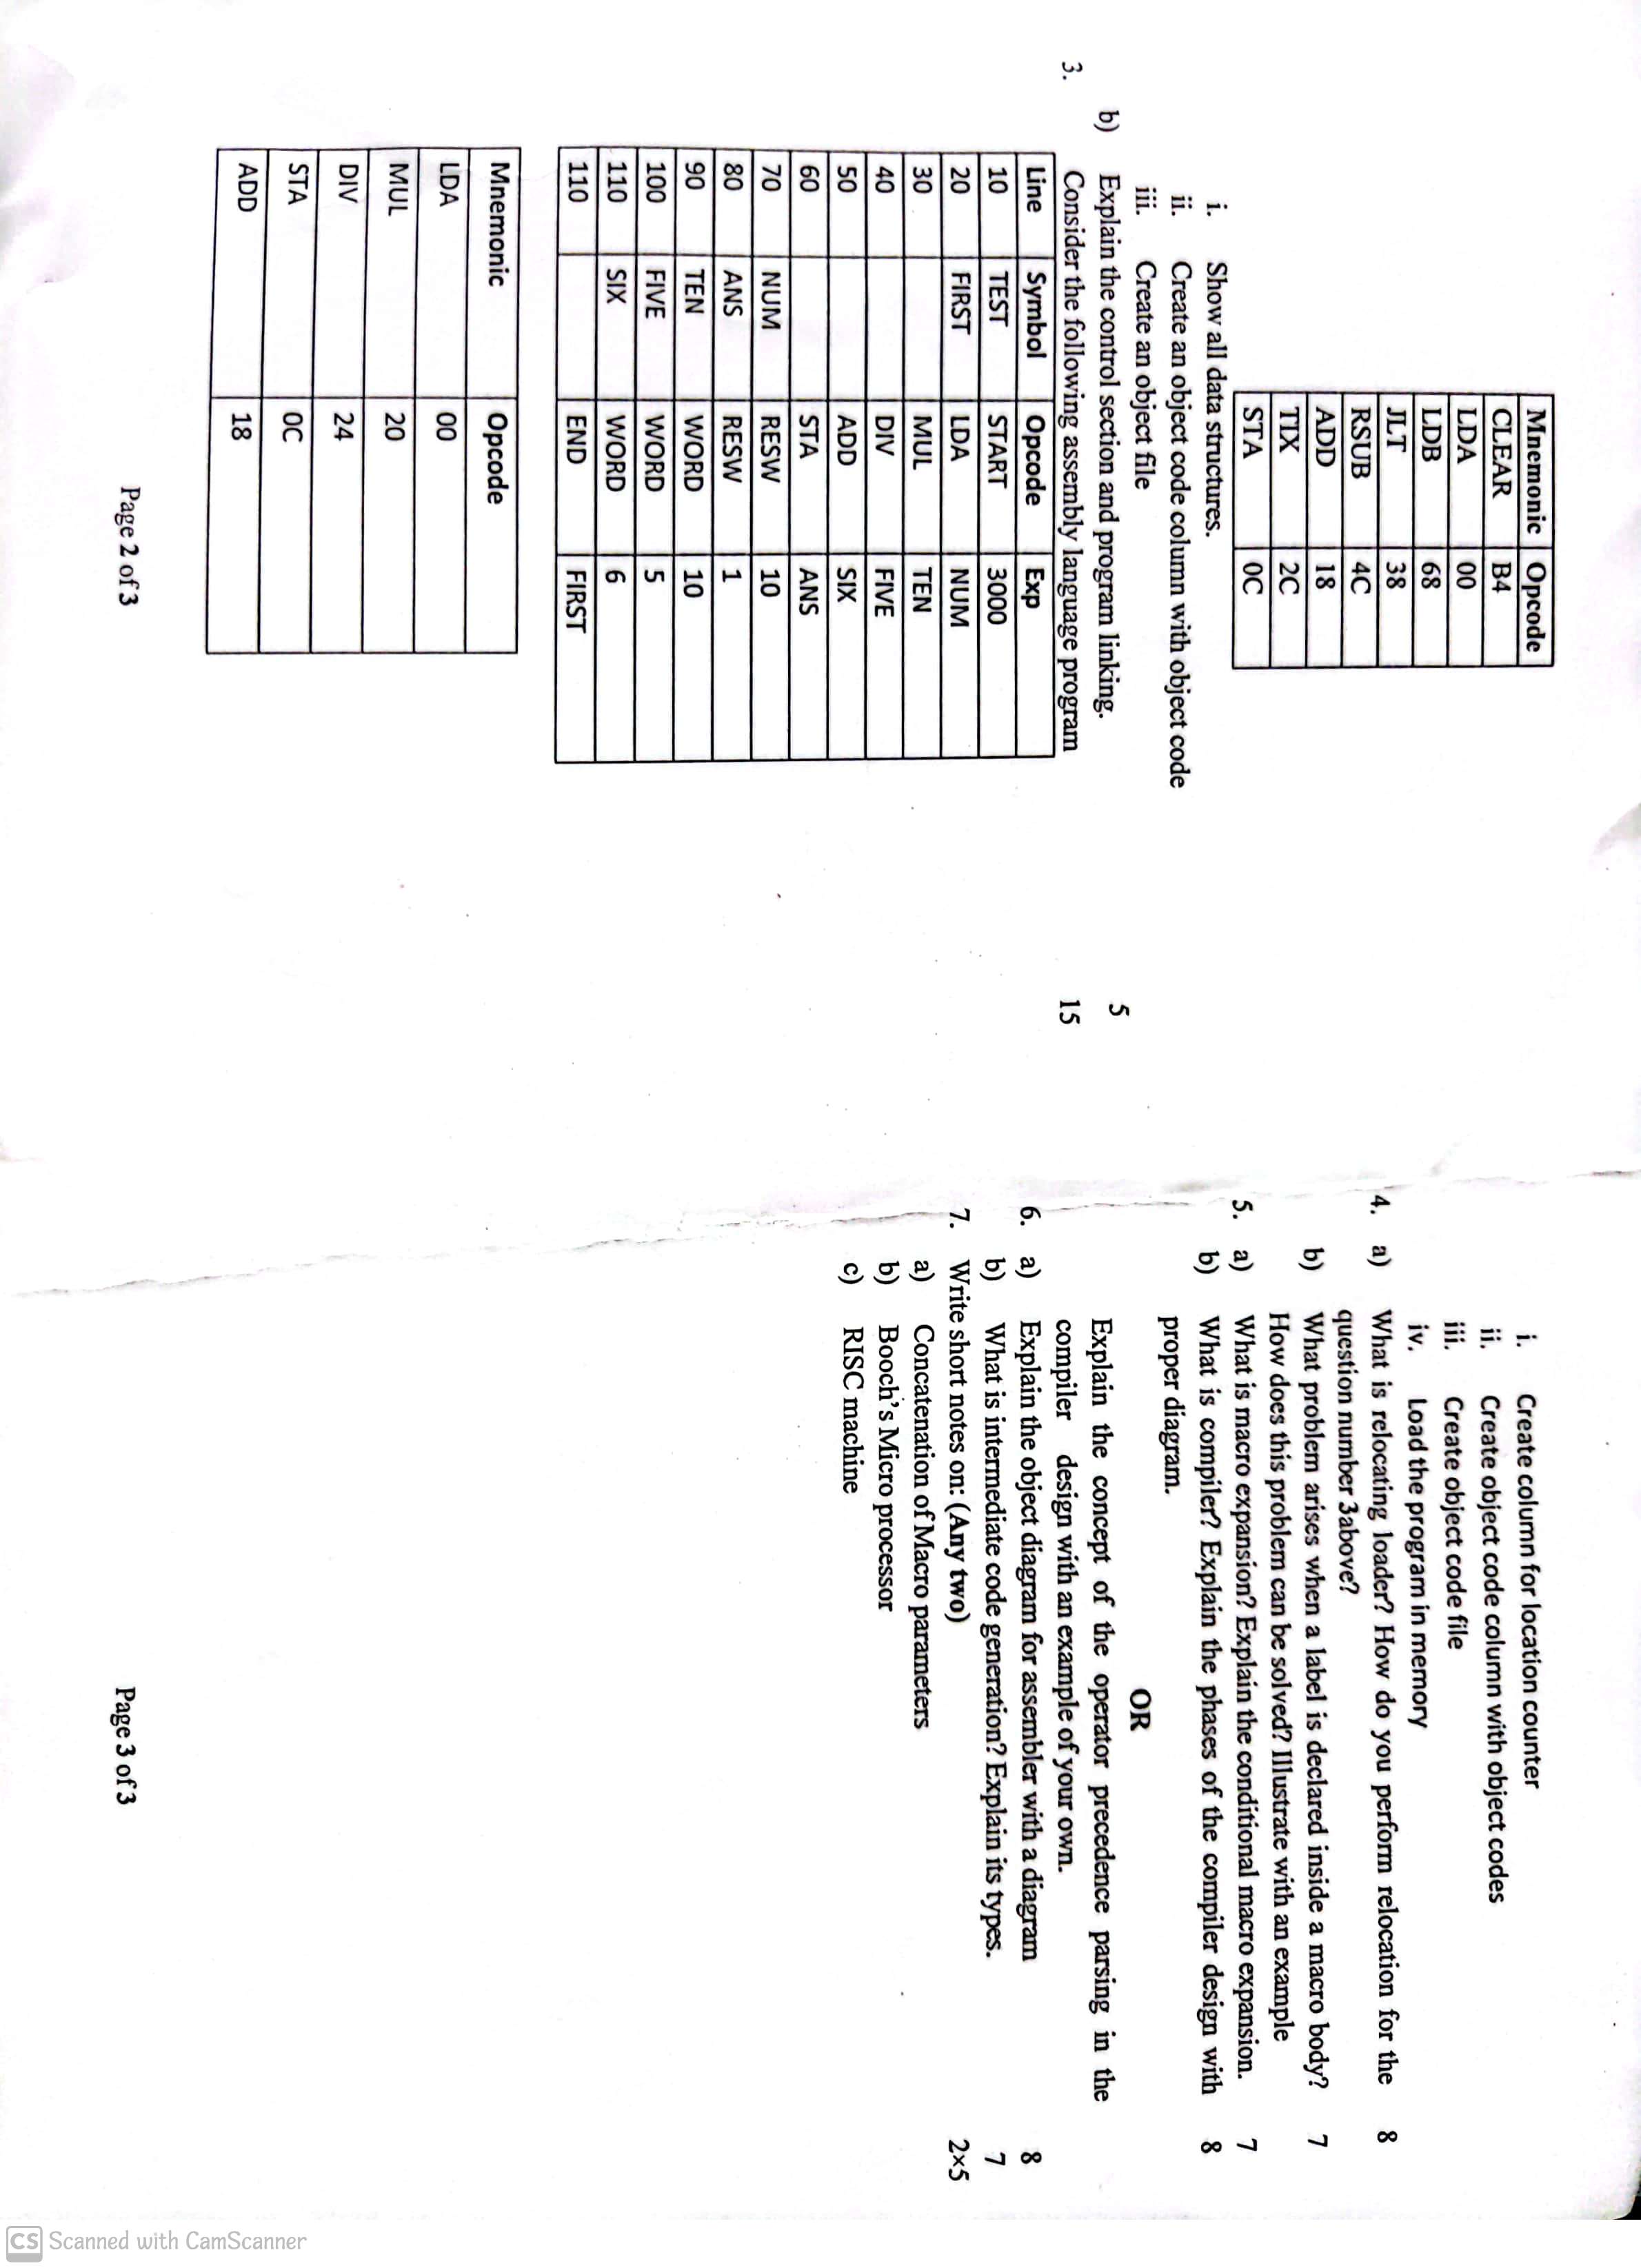 Mnemonic Opcode
CLEAR B4
LDA 00
LDB 68
JLT 38
RSUB 4C
ADD 18
TIX 2C
STA 0C
i. Show all data structures.
ii. Create an object code column with object code
iii. Create an object file
b) Explain the control section and program linking. 5
3. Consider the following assembly language program 15
Line Symbol Opcode Exp
10 TEST START 3000
20 FIRST LDA NUM
30 MUL TEN
40 DIV FIVE
50 ADD SIX
60 STA ANS
70 NUM RESW 10
80 ANS RESW 1
90 TEN WORD 10
100 FIVE WORD 5
110 SIX WORD 6
110 END FIRST
Mnemonic Opcode
LDA 00
MUL 20
DIV 24
STA 0C
ADD 18
Page 2 of 3
i. Create column for location counter
ii. Create object code column with object codes
iii. Create object code file
iv. Load the program in memory
4. a) What is relocating loader? How do you perform relocation for the 8
question number 3above?
b) What problem arises when a label is declared inside a macro body? 7
How does this problem can be solved? Illustrate with an example
5. a) What is macro expansion? Explain the conditional macro expansion. 7
b) What is compiler? Explain the phases of the compiler design with 8
proper diagram.
OR
Explain the concept of the operator precedence parsing in the
compiler design with an example of your own.
6. a) Explain the object diagram for assembler with a diagram 8
b) What is intermediate code generation? Explain its types. 7
7. Write short notes on: (Any two) 2×5
a) Concatenation of Macro parameters
b) Booch's Micro processor
c) RISC machine
Page 3 of 3
CS Scanned with CamScanner